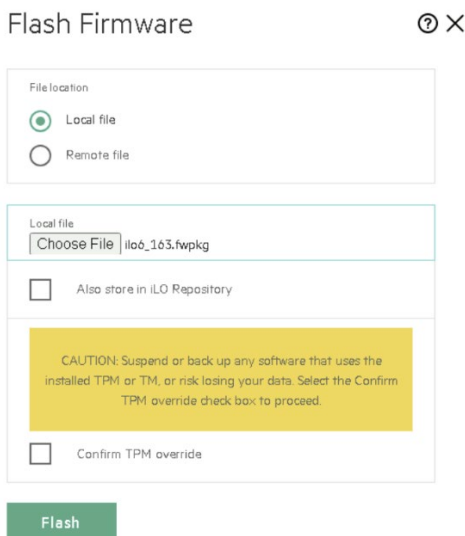 Flash Firmware
File location
Local file
Remote file
Local file
Choose File ilo6_163.fwpkg
Also store in iLO Repository
CAUTION: Suspend or back up any software that uses the
installed TPM or TM, or risk losing your data. Select the Confirm
TPM override check box to proceed.
Confirm TPM override
Flash